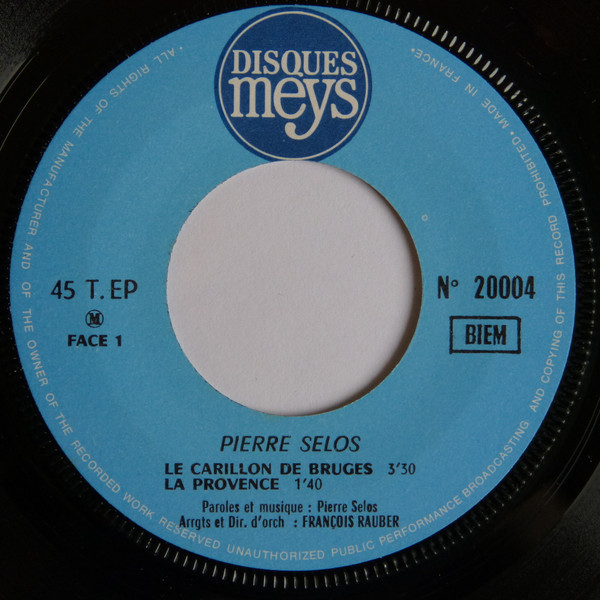 DISQUES
meys
45 T. EP
M
FACE 1
N° 20004
BIEM
PIERRE SELOS
LE CARILLON DE BRUGES 3'30
LA PROVENCE 1'40
Paroles et musique : Pierre Selos
Arrgts et Dir. d'orch : FRANÇOIS RAUBER
• ALL RIGHTS OF THE MANUFACTURER AND OF THE OWNER OF THE RECORDED WORK RESERVED UNAUTHORIZED PUBLIC PERFORMANCE BROADCASTING AND COPYING OF THIS RECORD PROHIBITED • MADE IN FRANCE •